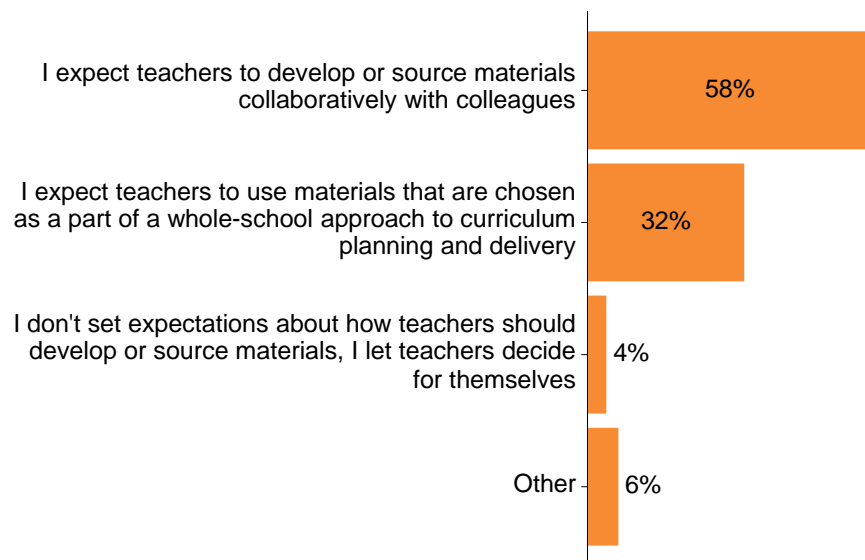 I expect teachers to develop or source materials
collaboratively with colleagues
58%
I expect teachers to use materials that are chosen
as a part of a whole-school approach to curriculum
planning and delivery
32%
I don't set expectations about how teachers should
develop or source materials, I let teachers decide
for themselves
4%
Other
6%